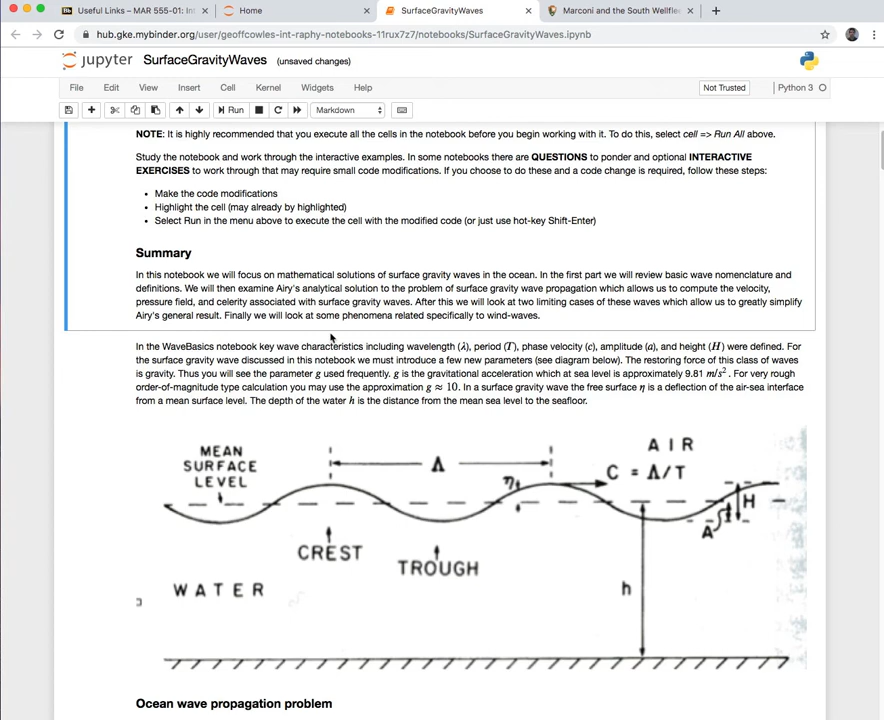 Useful Links – MAR 555-01: Int
Home
SurfaceGravityWaves
Marconi and the South Wellflee
hub.gke.mybinder.org/user/geoffcowles-int-raphy-notebooks-11rux7z7/notebooks/SurfaceGravityWaves.ipynb
jupyter SurfaceGravityWaves (unsaved changes)
File Edit View Insert Cell Kernel Widgets Help Not Trusted Python 3
Run Markdown
NOTE: It is highly recommended that you execute all the cells in the notebook before you begin working with it. To do this, select cell => Run All above.
Study the notebook and work through the interactive examples. In some notebooks there are QUESTIONS to ponder and optional INTERACTIVE
EXERCISES to work through that may require small code modifications. If you choose to do these and a code change is required, follow these steps:
• Make the code modifications
• Highlight the cell (may already by highlighted)
• Select Run in the menu above to execute the cell with the modified code (or just use hot-key Shift-Enter)
Summary
In this notebook we will focus on mathematical solutions of surface gravity waves in the ocean. In the first part we will review basic wave nomenclature and
definitions. We will then examine Airy's analytical solution to the problem of surface gravity wave propagation which allows us to compute the velocity,
pressure field, and celerity associated with surface gravity waves. After this we will look at two limiting cases of these waves which allow us to greatly simplify
Airy's general result. Finally we will look at some phenomena related specifically to wind-waves.
In the WaveBasics notebook key wave characteristics including wavelength (λ), period (T), phase velocity (c), amplitude (a), and height (H) were defined. For
the surface gravity wave discussed in this notebook we must introduce a few new parameters (see diagram below). The restoring force of this class of waves
is gravity. Thus you will see the parameter g used frequently. g is the gravitational acceleration which at sea level is approximately 9.81 m/s². For very rough
order-of-magnitude type calculation you may use the approximation g ≈ 10. In a surface gravity wave the free surface η is a deflection of the air-sea interface
from a mean surface level. The depth of the water h is the distance from the mean sea level to the seafloor.
MEAN
SURFACE
LEVEL
Λ
η
AIR
C = Λ/T
H
A
CREST
TROUGH
WATER
h
Ocean wave propagation problem